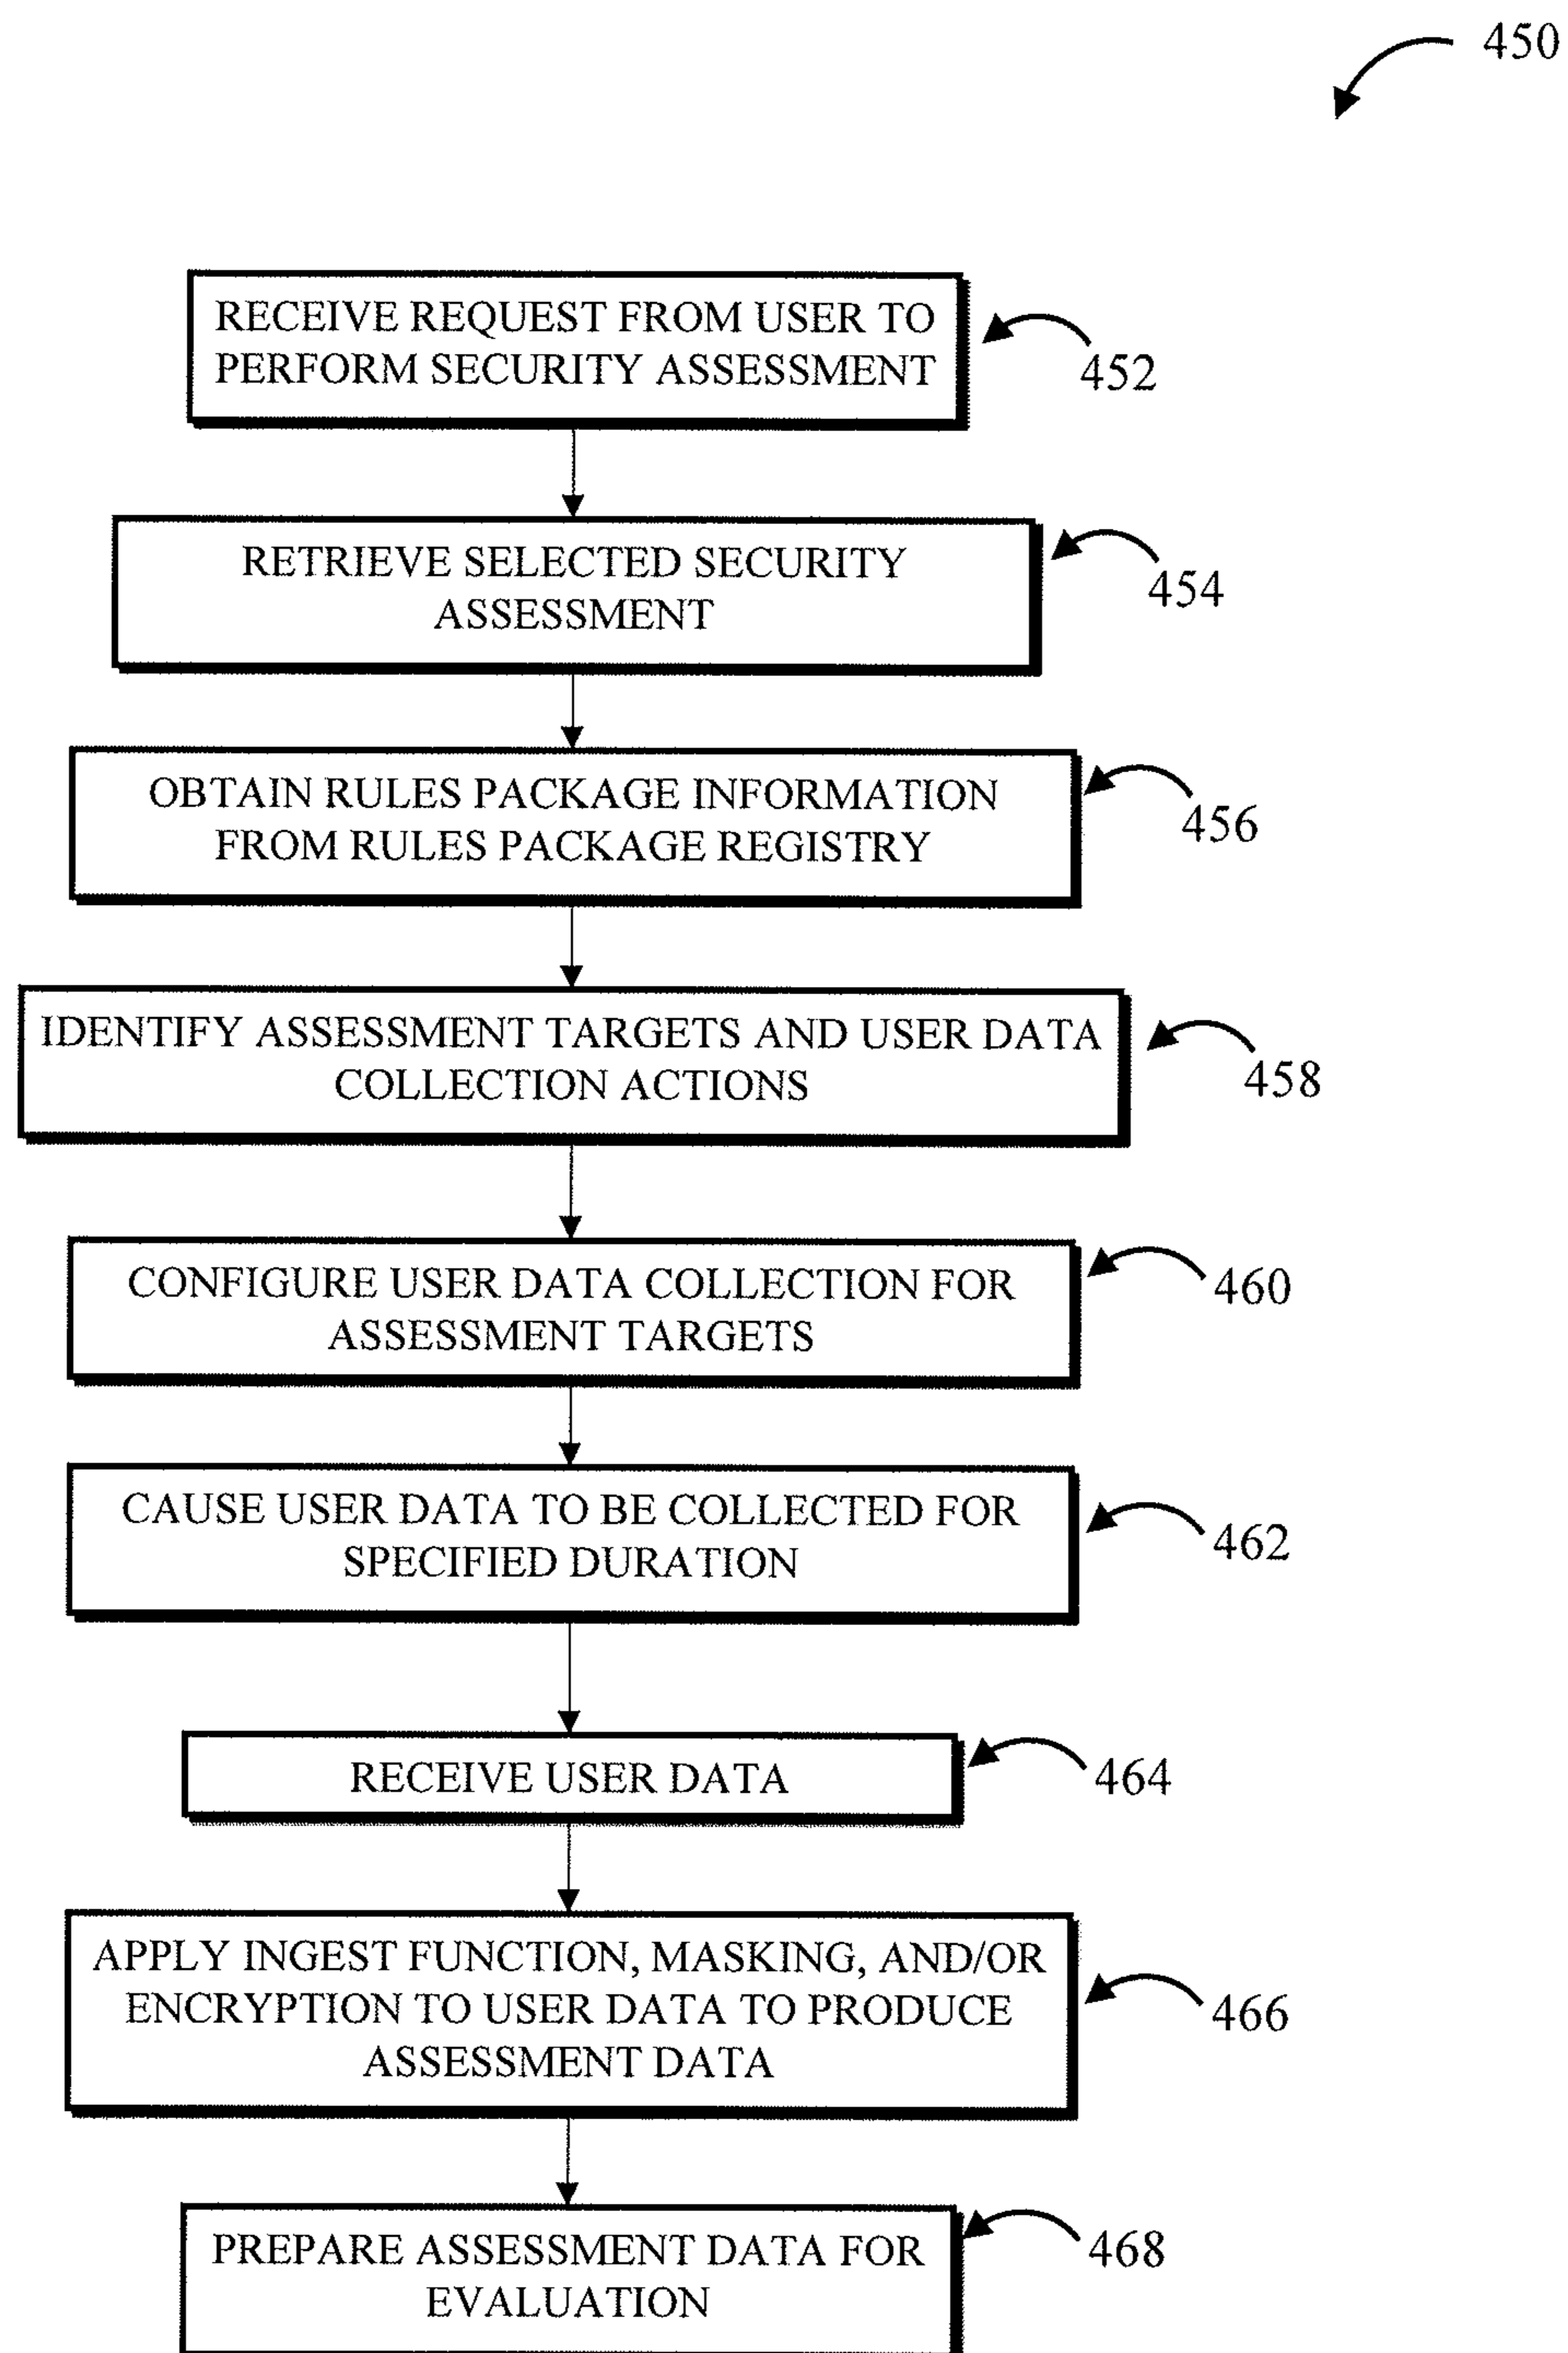 450
RECEIVE REQUEST FROM USER TO
PERFORM SECURITY ASSESSMENT
452
RETRIEVE SELECTED SECURITY
ASSESSMENT
454
OBTAIN RULES PACKAGE INFORMATION
FROM RULES PACKAGE REGISTRY
456
IDENTIFY ASSESSMENT TARGETS AND USER DATA
COLLECTION ACTIONS
458
CONFIGURE USER DATA COLLECTION FOR
ASSESSMENT TARGETS
460
CAUSE USER DATA TO BE COLLECTED FOR
SPECIFIED DURATION
462
RECEIVE USER DATA
464
APPLY INGEST FUNCTION, MASKING, AND/OR
ENCRYPTION TO USER DATA TO PRODUCE
ASSESSMENT DATA
466
PREPARE ASSESSMENT DATA FOR
EVALUATION
468